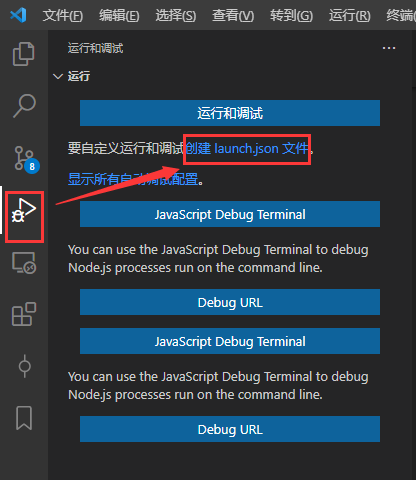 文件(F) 编辑(E) 选择(S) 查看(V) 转到(G) 运行(R) 终端
运行和调试
运行
运行和调试
要自定义运行和调试创建 launch.json 文件。
8
显示所有自动调试配置。
JavaScript Debug Terminal
You can use the JavaScript Debug Terminal to debug
Node.js processes run on the command line.
Debug URL
JavaScript Debug Terminal
You can use the JavaScript Debug Terminal to debug
Node.js processes run on the command line.
Debug URL